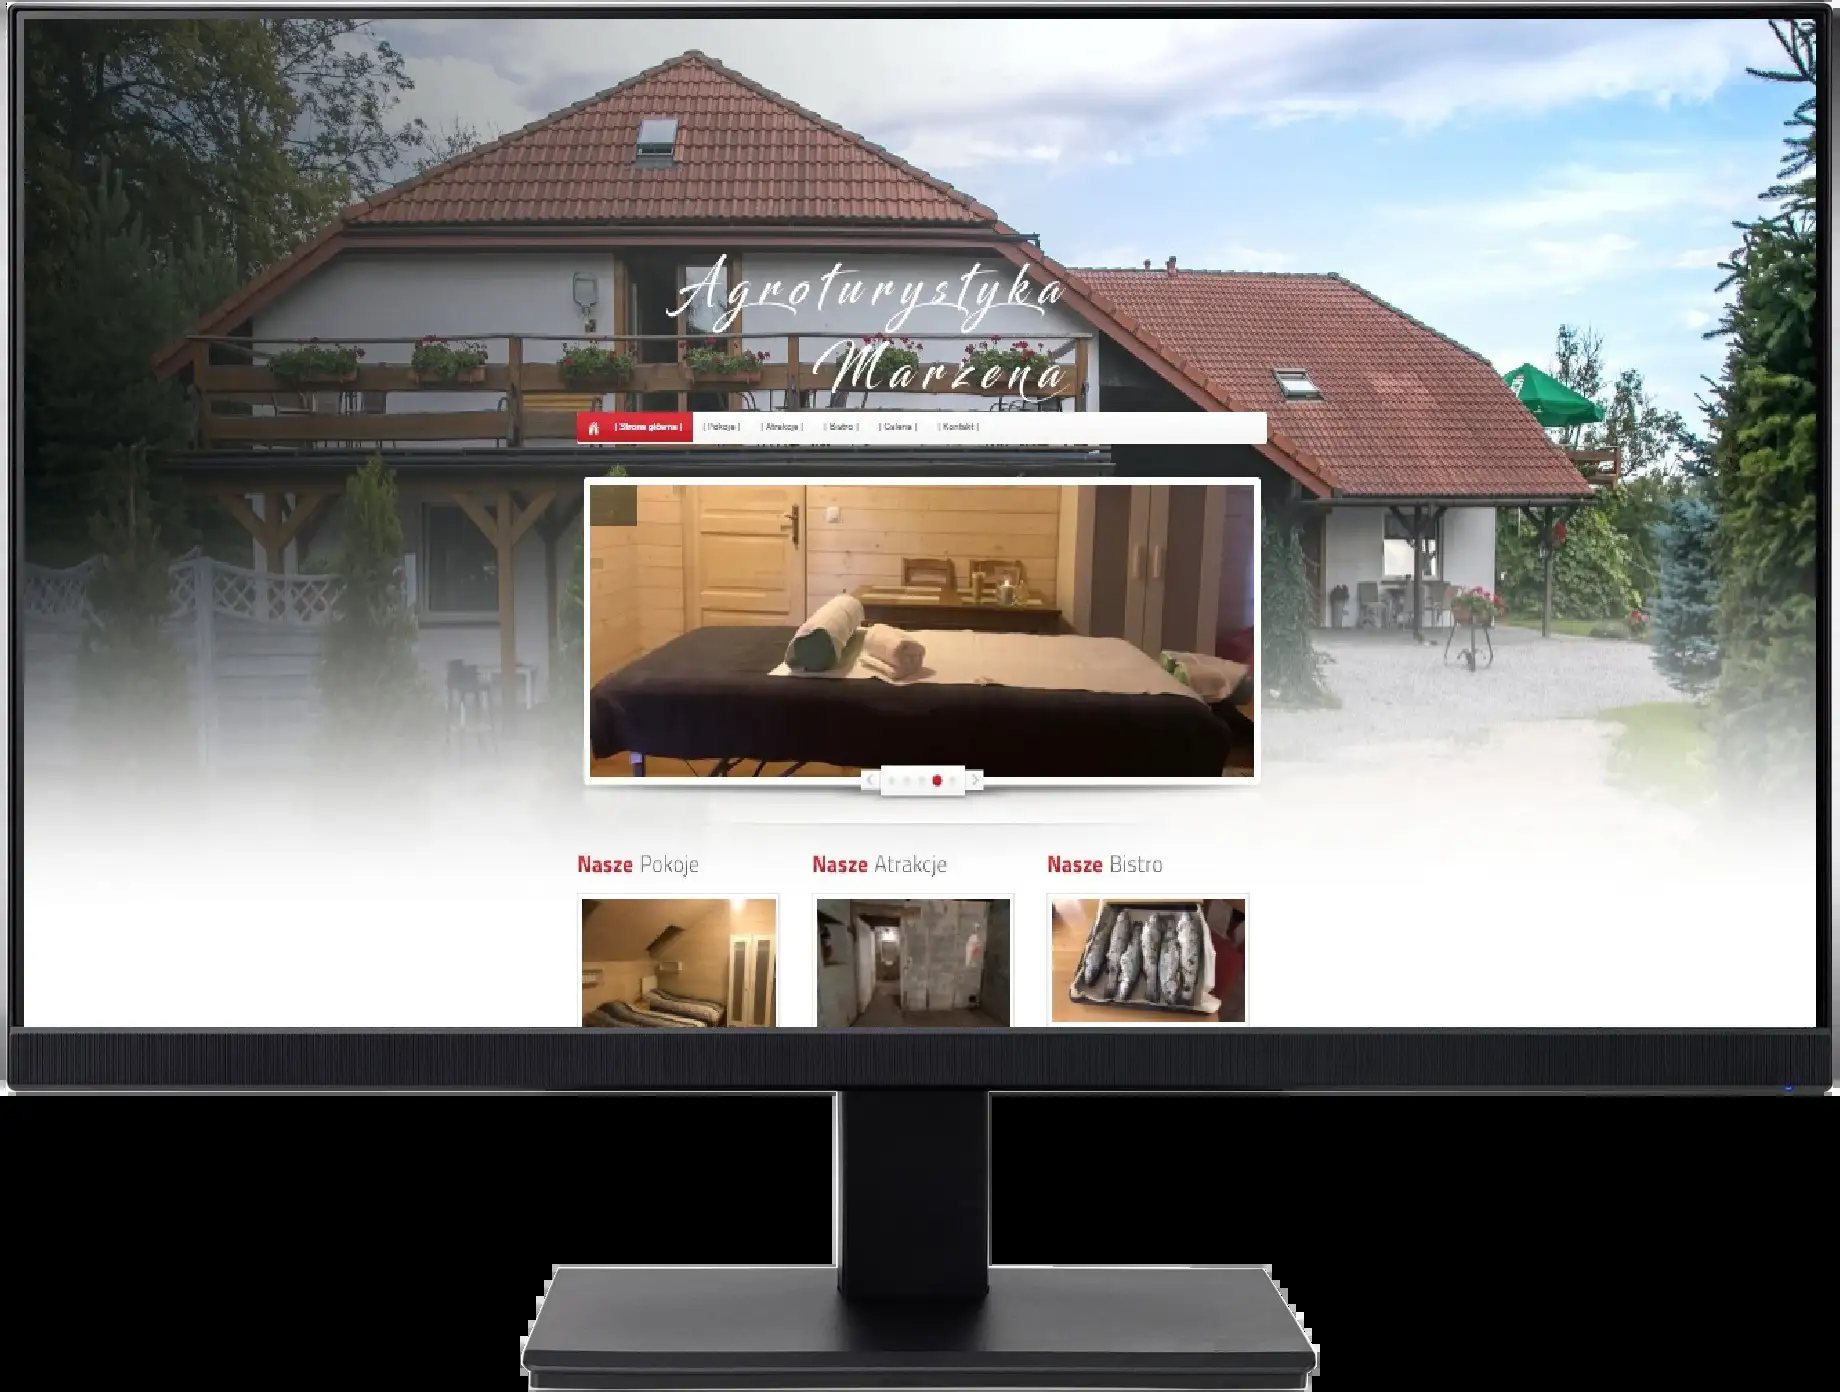 Agroturystyka
Marzena
| Strona główna | | Pokoje | | Atrakcje | | Bistro | | Galeria | | Kontakt |
Nasze Pokoje Nasze Atrakcje Nasze Bistro